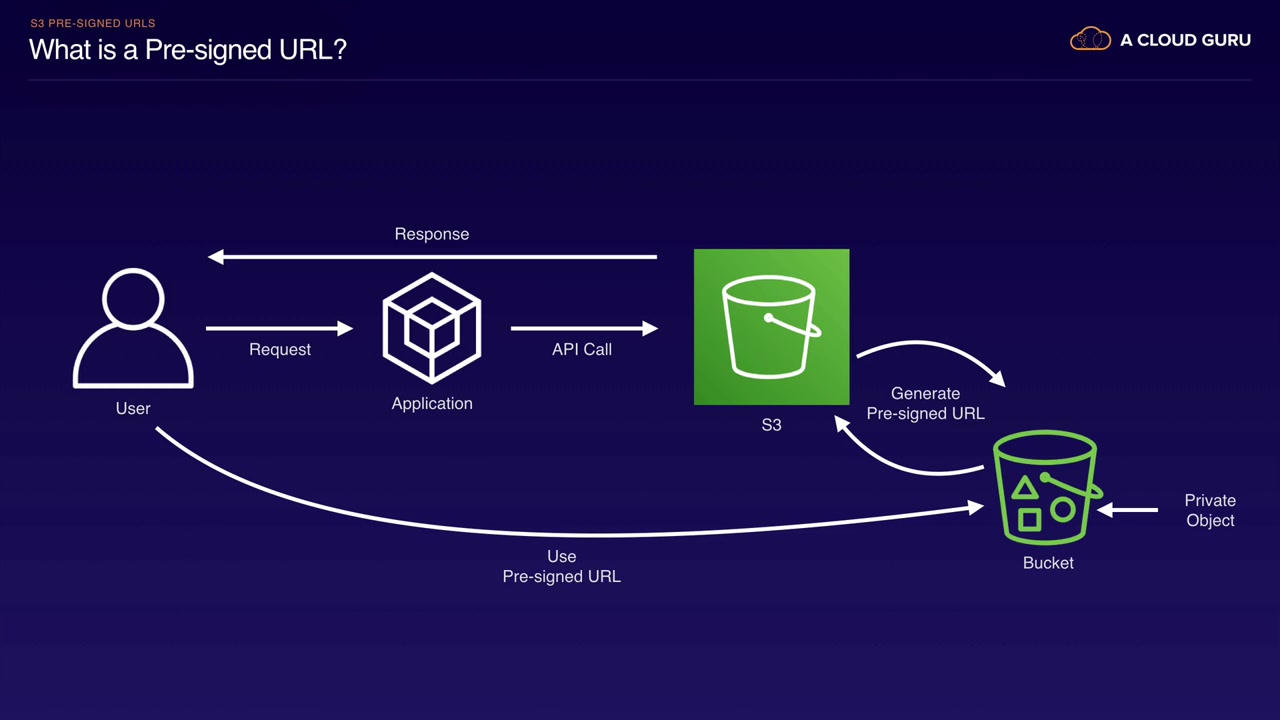 S3 PRE-SIGNED URLS
What is a Pre-signed URL?
A CLOUD GURU
Response
Request
API Call
User
Application
S3
Generate
Pre-signed URL
Private
Object
Bucket
Use
Pre-signed URL